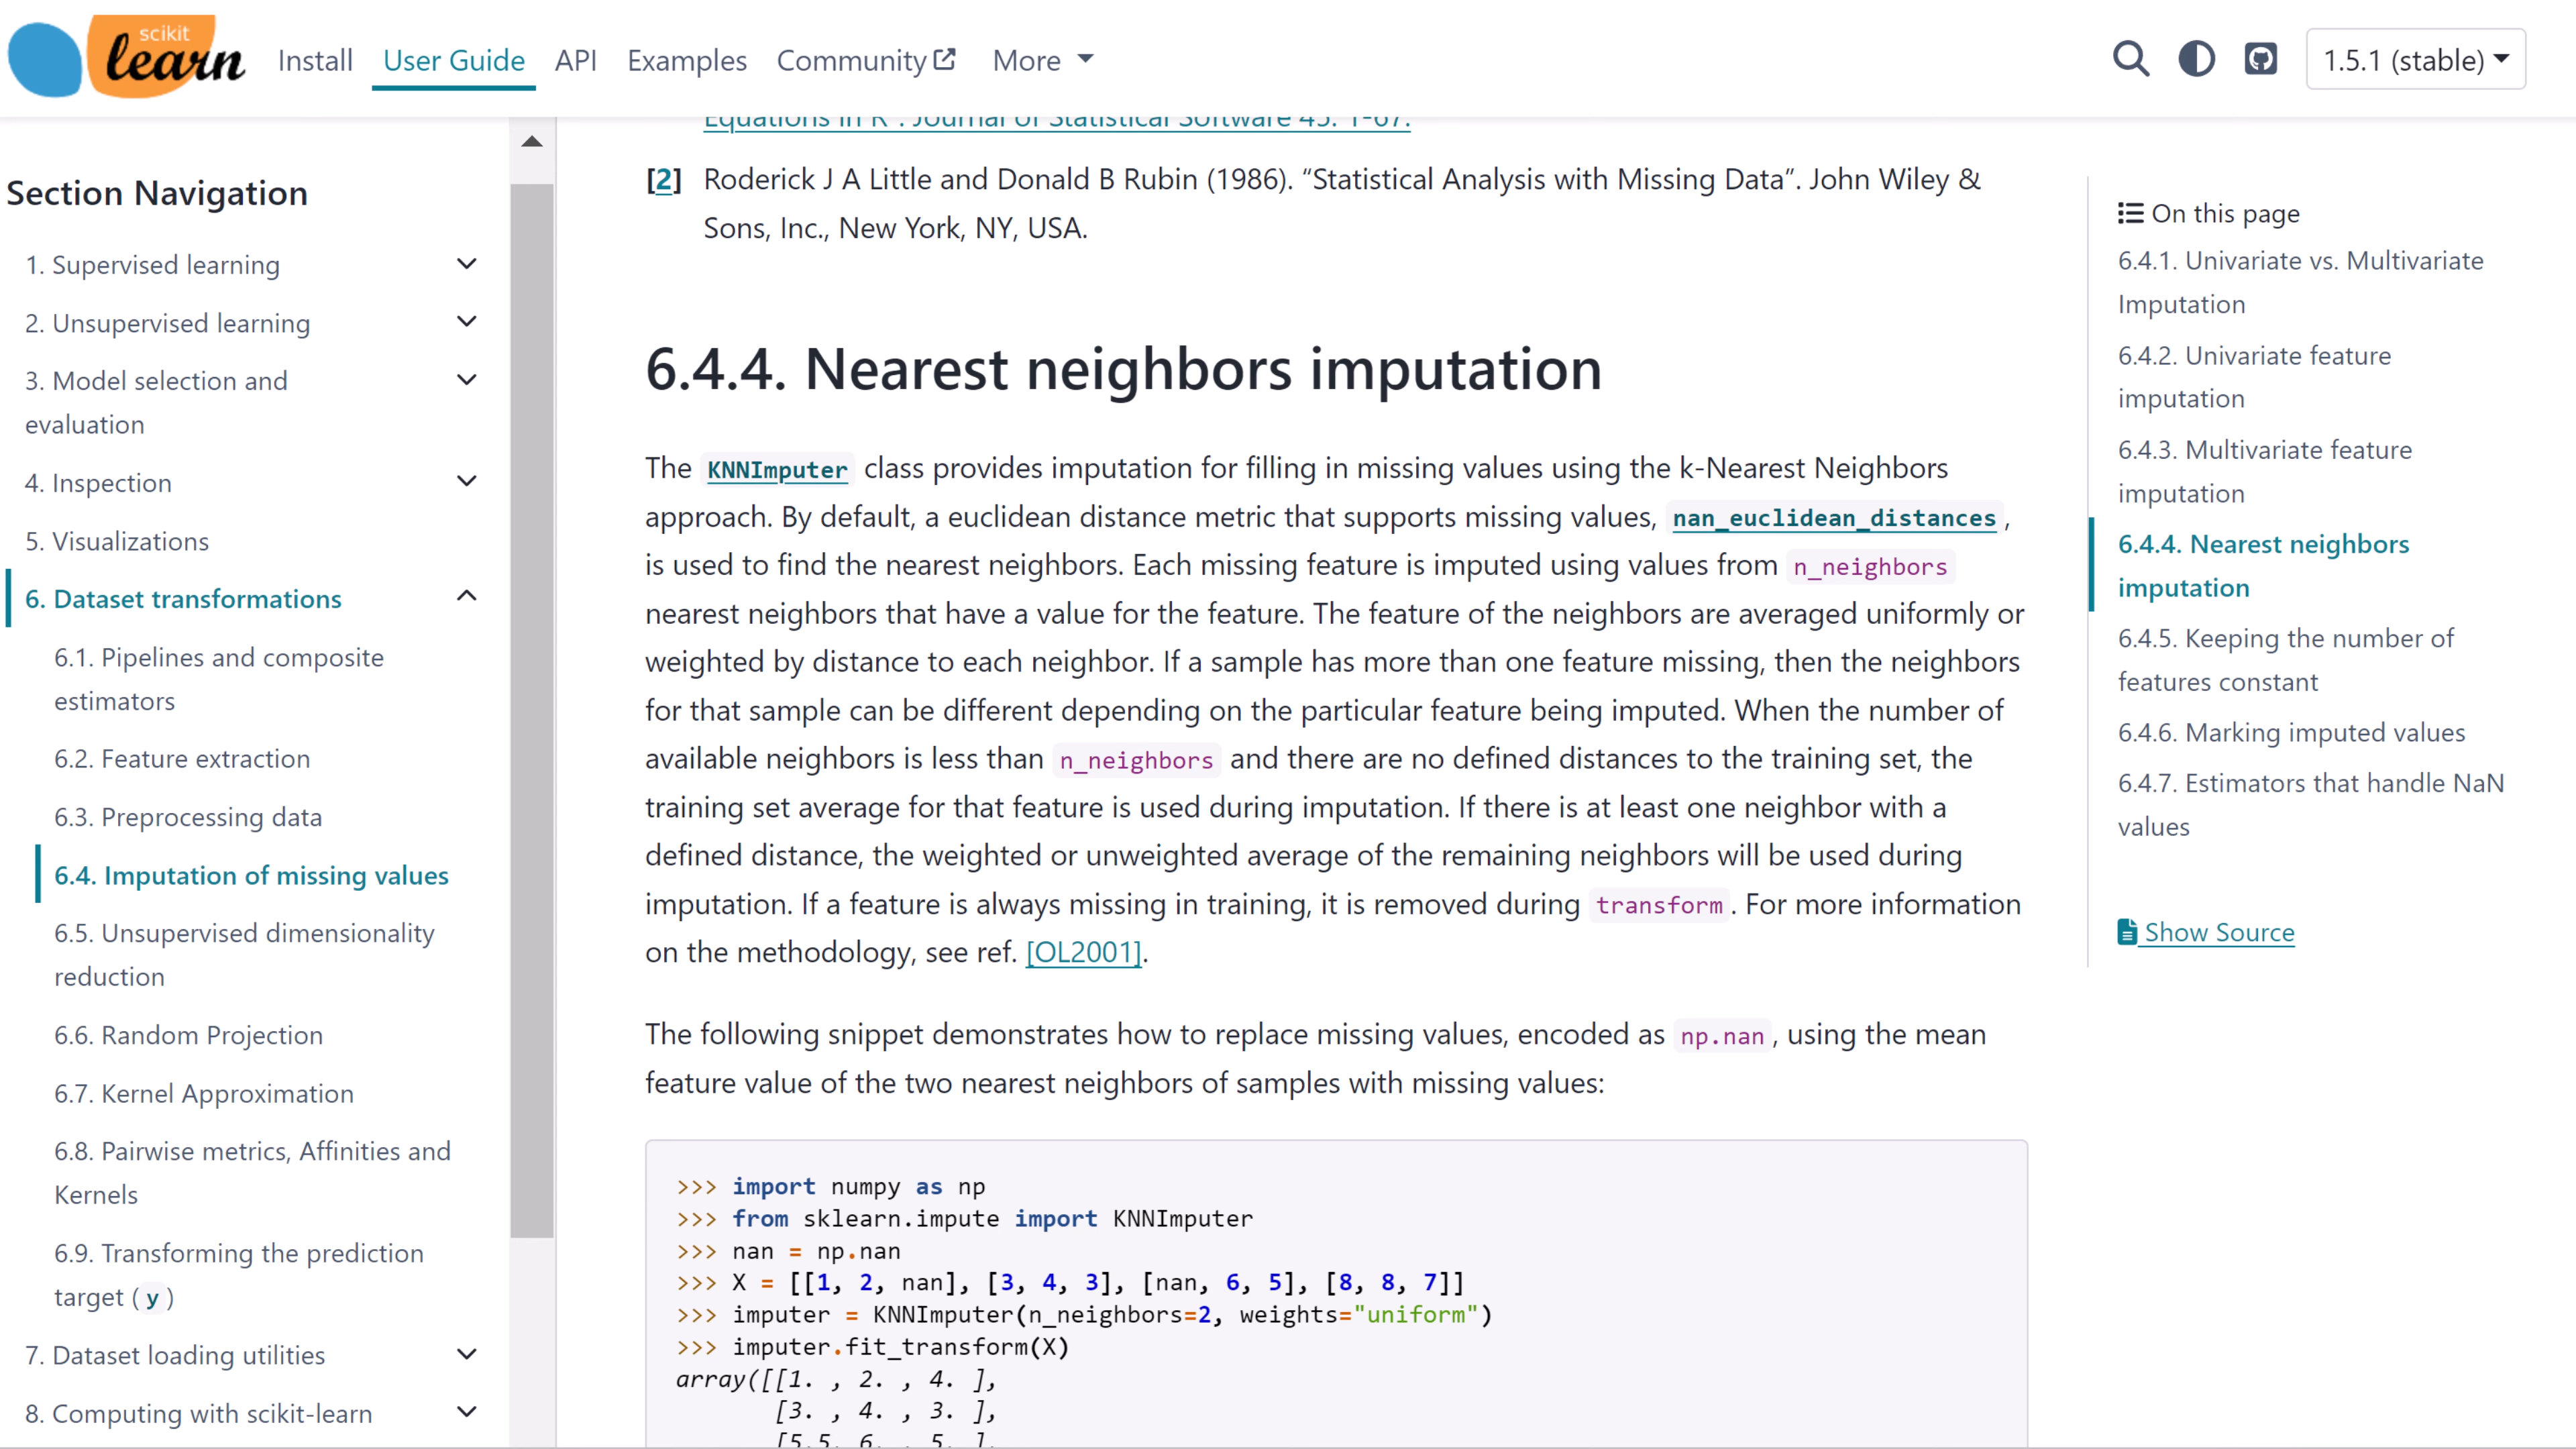 scikit
learn
Install User Guide API Examples Community More
1.5.1 (stable)
Section Navigation
1. Supervised learning
2. Unsupervised learning
3. Model selection and
evaluation
4. Inspection
5. Visualizations
6. Dataset transformations
6.1. Pipelines and composite
estimators
6.2. Feature extraction
6.3. Preprocessing data
6.4. Imputation of missing values
6.5. Unsupervised dimensionality
reduction
6.6. Random Projection
6.7. Kernel Approximation
6.8. Pairwise metrics, Affinities and
Kernels
6.9. Transforming the prediction
target ( y )
7. Dataset loading utilities
8. Computing with scikit-learn
Equations in R". Journal of Statistical Software 45: 1-67.
[2] Roderick J A Little and Donald B Rubin (1986). “Statistical Analysis with Missing Data”. John Wiley &
Sons, Inc., New York, NY, USA.
6.4.4. Nearest neighbors imputation
The KNNImputer class provides imputation for filling in missing values using the k-Nearest Neighbors
approach. By default, a euclidean distance metric that supports missing values, nan_euclidean_distances ,
is used to find the nearest neighbors. Each missing feature is imputed using values from n_neighbors
nearest neighbors that have a value for the feature. The feature of the neighbors are averaged uniformly or
weighted by distance to each neighbor. If a sample has more than one feature missing, then the neighbors
for that sample can be different depending on the particular feature being imputed. When the number of
available neighbors is less than n_neighbors and there are no defined distances to the training set, the
training set average for that feature is used during imputation. If there is at least one neighbor with a
defined distance, the weighted or unweighted average of the remaining neighbors will be used during
imputation. If a feature is always missing in training, it is removed during transform . For more information
on the methodology, see ref. [OL2001].
The following snippet demonstrates how to replace missing values, encoded as np.nan , using the mean
feature value of the two nearest neighbors of samples with missing values:
>>> import numpy as np
>>> from sklearn.impute import KNNImputer
>>> nan = np.nan
>>> X = [[1, 2, nan], [3, 4, 3], [nan, 6, 5], [8, 8, 7]]
>>> imputer = KNNImputer(n_neighbors=2, weights="uniform")
>>> imputer.fit_transform(X)
array([[1. , 2. , 4. ],
[3. , 4. , 3. ],
[5.5, 6. , 5. ],
On this page
6.4.1. Univariate vs. Multivariate
Imputation
6.4.2. Univariate feature
imputation
6.4.3. Multivariate feature
imputation
6.4.4. Nearest neighbors
imputation
6.4.5. Keeping the number of
features constant
6.4.6. Marking imputed values
6.4.7. Estimators that handle NaN
values
Show Source